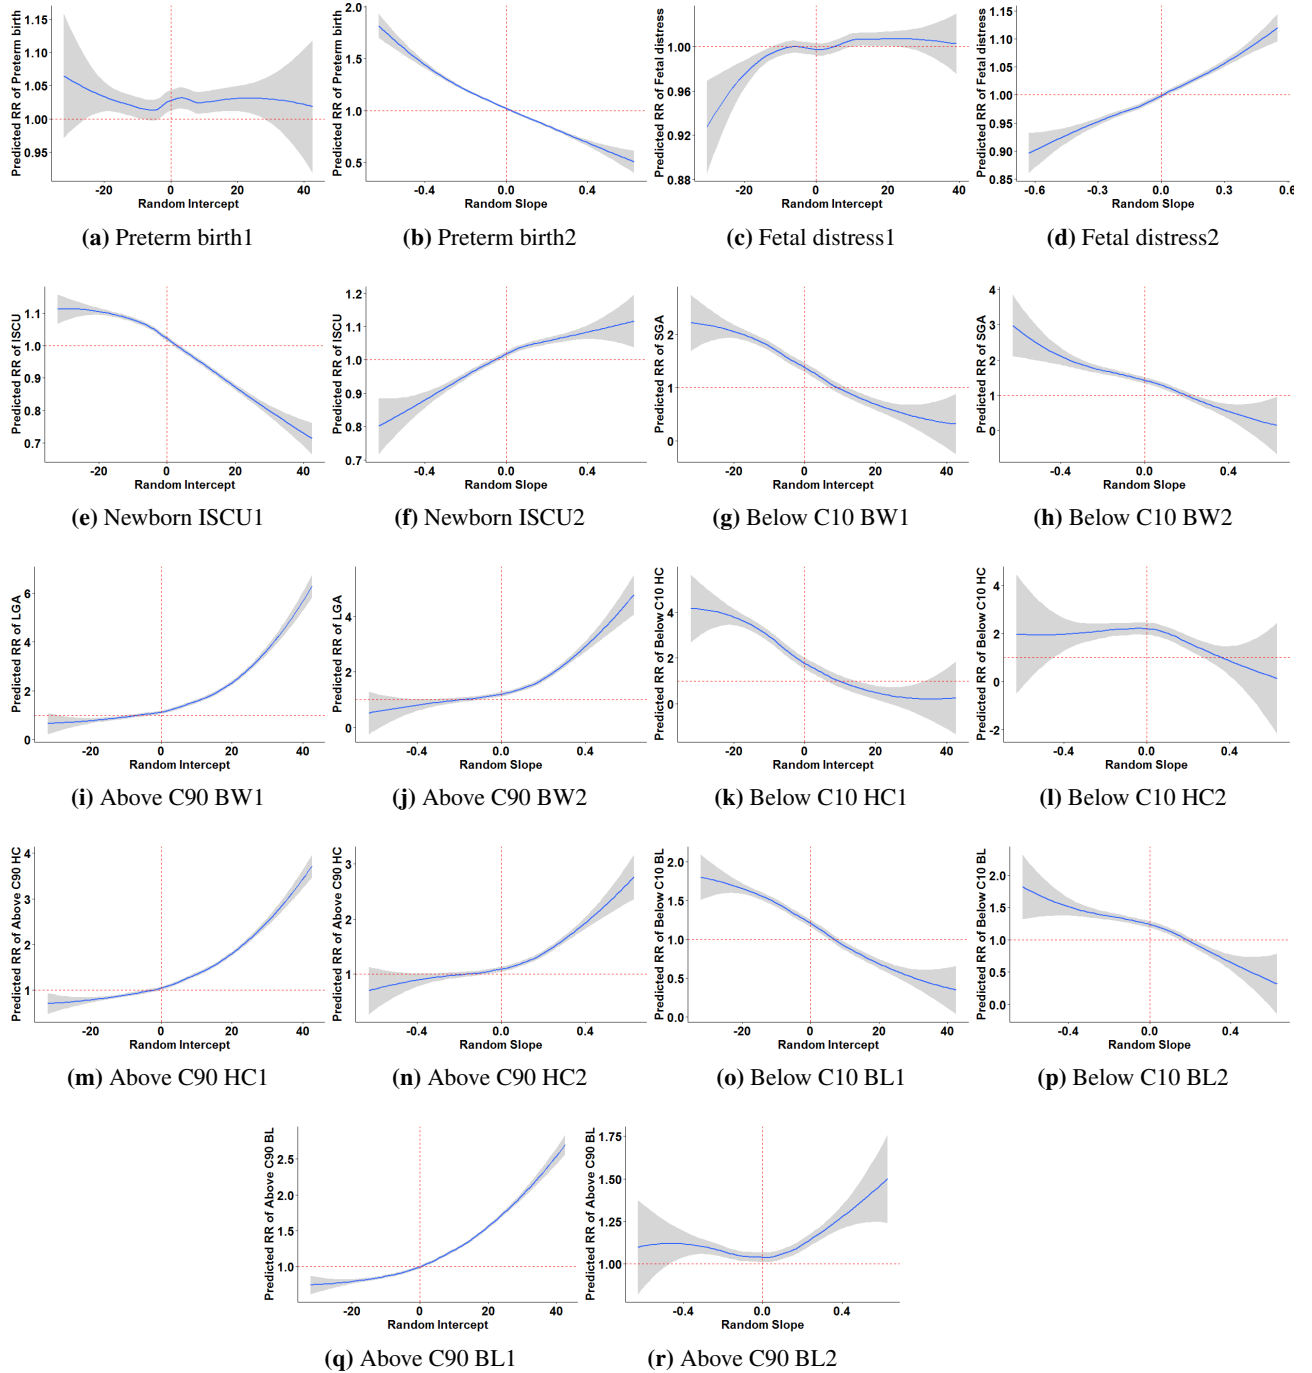 Predicted RR of Preterm birth
1.15
1.10
1.05
1.00
0.95
-20 0 20 40
Random Intercept
(a) Preterm birth1
Predicted RR of Preterm birth
2.0
1.5
1.0
0.5
-0.4 0.0 0.4
Random Slope
(b) Preterm birth2
Predicted RR of Fetal distress
1.00
0.96
0.92
0.88
-20 0 20 40
Random Intercept
(c) Fetal distress1
Predicted RR of Fetal distress
1.15
1.10
1.05
1.00
0.95
0.90
0.85
-0.6 -0.3 0.0 0.3 0.6
Random Slope
(d) Fetal distress2
Predicted RR of ISCU
1.1
1.0
0.9
0.8
0.7
-20 0 20 40
Random Intercept
(e) Newborn ISCU1
Predicted RR of ISCU
1.2
1.1
1.0
0.9
0.8
0.7
-0.4 0.0 0.4
Random Slope
(f) Newborn ISCU2
Predicted RR of SGA
2
1
0
-20 0 20 40
Random Intercept
(g) Below C10 BW1
Predicted RR of SGA
4
3
2
1
0
-0.4 0.0 0.4
Random Slope
(h) Below C10 BW2
Predicted RR of LGA
6
4
2
0
-20 0 20 40
Random Intercept
(i) Above C90 BW1
Predicted RR of LGA
4
2
0
-0.4 0.0 0.4
Random Slope
(j) Above C90 BW2
Predicted RR of Below C10 HC
4
2
0
-20 0 20 40
Random Intercept
(k) Below C10 HC1
Predicted RR of Below C10 HC
4
2
0
-2
-0.4 0.0 0.4
Random Slope
(l) Below C10 HC2
Predicted RR of Above C90 HC
4
3
2
1
-20 0 20 40
Random Intercept
(m) Above C90 HC1
Predicted RR of Above C90 HC
3
2
1
-0.4 0.0 0.4
Random Slope
(n) Above C90 HC2
Predicted RR of Below C10 BL
2.0
1.5
1.0
0.5
0.0
-20 0 20 40
Random Intercept
(o) Below C10 BL1
Predicted RR of Below C10 BL
2.0
1.5
1.0
0.5
0.0
-0.4 0.0 0.4
Random Slope
(p) Below C10 BL2
Predicted RR of Above C90 BL
2.5
2.0
1.5
1.0
-20 0 20 40
Random Intercept
(q) Above C90 BL1
Predicted RR of Above C90 BL
1.75
1.50
1.25
1.00
-0.4 0.0 0.4
Random Slope
(r) Above C90 BL2